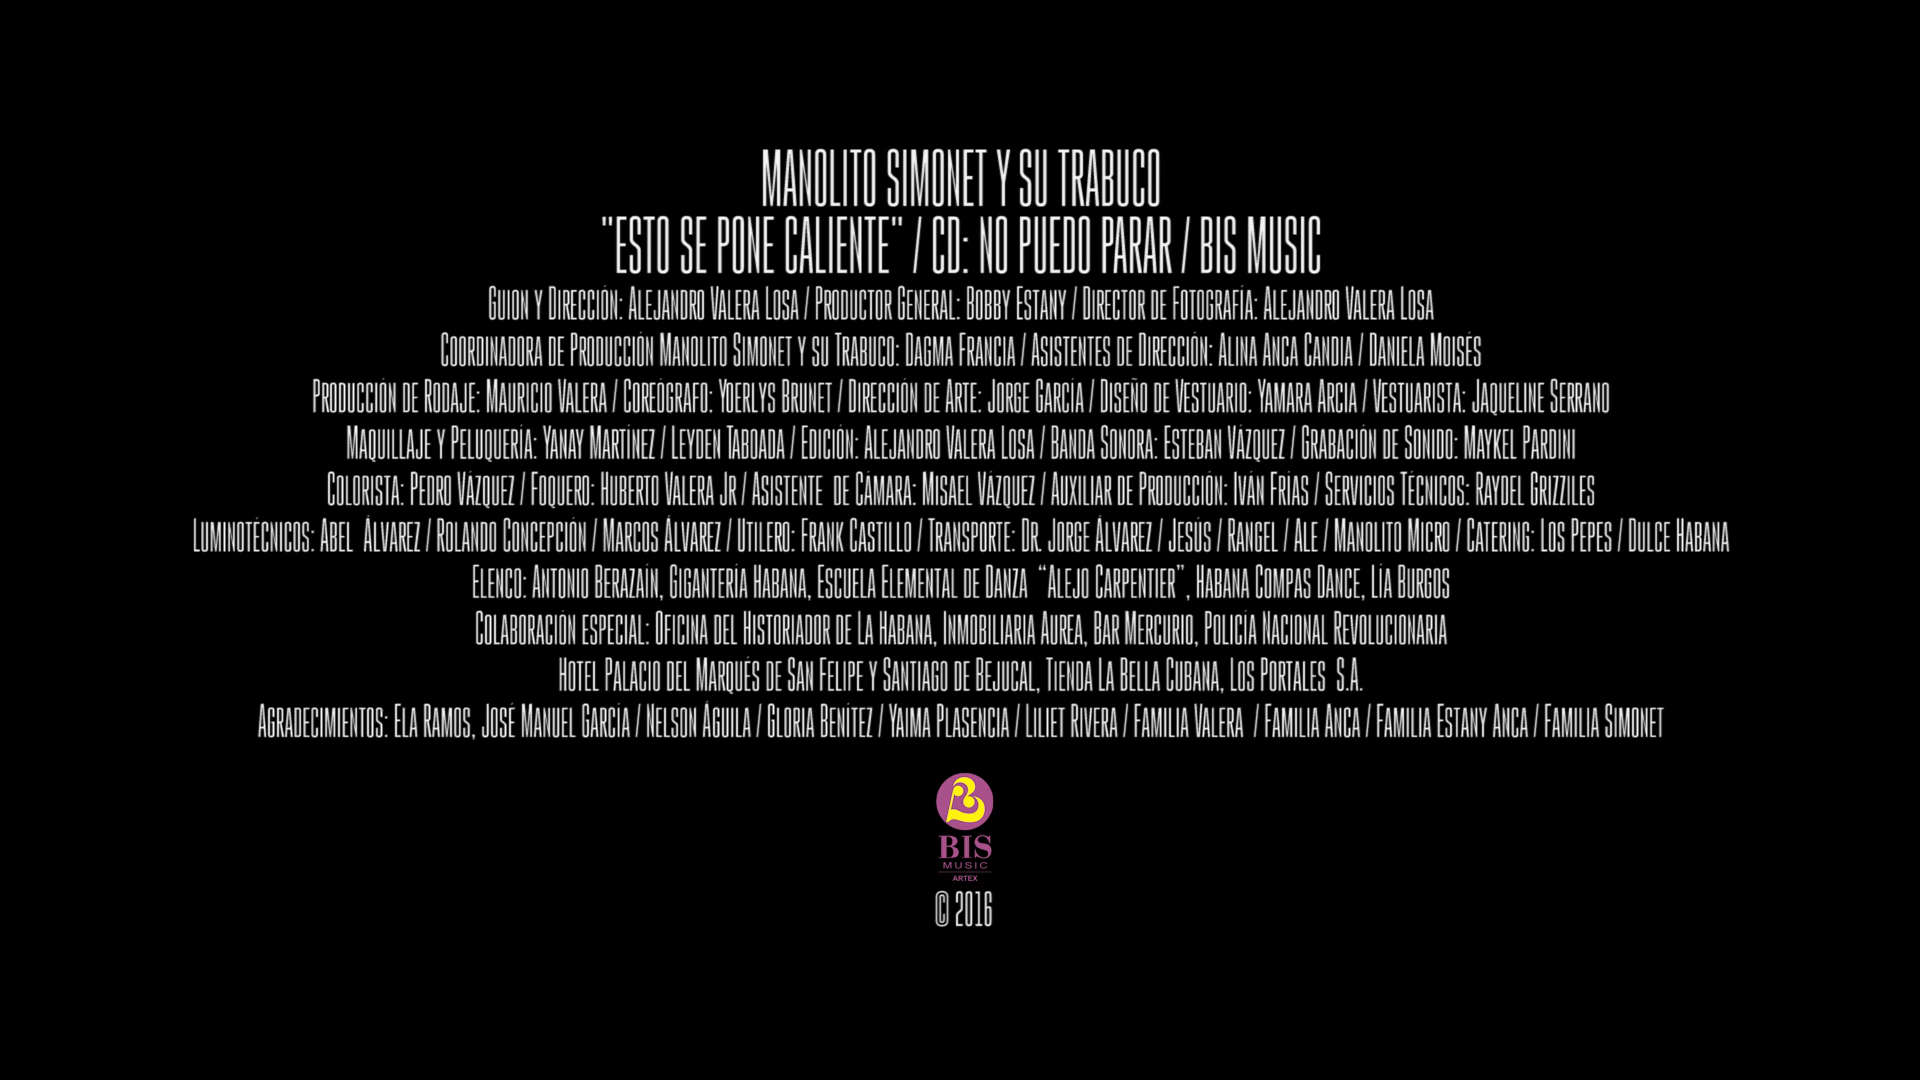 MANOLITO SIMONET Y SU TRABUCO
"ESTO SE PONE CALIENTE" / CD: NO PUEDO PARAR / BIS MUSIC
GUION Y DIRECCIÓN: ALEJANDRO VALERA LOSA / PRODUCTOR GENERAL: BOBBY ESTANY / DIRECTOR DE FOTOGRAFÍA: ALEJANDRO VALERA LOSA
COORDINADORA DE PRODUCCIÓN MANOLITO SIMONET Y SU TRABUCO: DAGMA FRANCIA / ASISTENTES DE DIRECCIÓN: ALINA ANCA CANDIA / DANIELA MOISÉS
PRODUCCIÓN DE RODAJE: MAURICIO VALERA / COREÓGRAFO: YOERLYS BRUNET / DIRECCIÓN DE ARTE: JORGE GARCÍA / DISEÑO DE VESTUARIO: YAMARA ARCIA / VESTUARISTA: JAQUELINE SERRANO
MAQUILLAJE Y PELUQUERÍA: YANAY MARTÍNEZ / LEYDEN TABOADA / EDICIÓN: ALEJANDRO VALERA LOSA / BANDA SONORA: ESTEBAN VÁZQUEZ / GRABACIÓN DE SONIDO: MAYKEL PARDINI
COLORISTA: PEDRO VÁZQUEZ / FOQUERO: HUBERTO VALERA JR / ASISTENTE DE CÁMARA: MISAEL VÁZQUEZ / AUXILIAR DE PRODUCCIÓN: IVÁN FRÍAS / SERVICIOS TÉCNICOS: RAYDEL GRIZZILES
LUMINOTÉCNICOS: ABEL ÁLVAREZ / ROLANDO CONCEPCIÓN / MARCOS ÁLVAREZ / UTILERO: FRANK CASTILLO / TRANSPORTE: DR. JORGE ÁLVAREZ / JESÚS / RANGEL / ALE / MANOLITO MICRO / CATERING: LOS PEPES / DULCE HABANA
ELENCO: ANTONIO BERAZAÍN, GIGANTERÍA HABANA, ESCUELA ELEMENTAL DE DANZA “ALEJO CARPENTIER”, HABANA COMPAS DANCE, LÍA BURGOS
COLABORACIÓN ESPECIAL: OFICINA DEL HISTORIADOR DE LA HABANA, INMOBILIARIA AUREA, BAR MERCURIO, POLICÍA NACIONAL REVOLUCIONARIA
HOTEL PALACIO DEL MARQUÉS DE SAN FELIPE Y SANTIAGO DE BEJUCAL, TIENDA LA BELLA CUBANA, LOS PORTALES S.A.
AGRADECIMIENTOS: ELA RAMOS, JOSÉ MANUEL GARCÍA / NELSON ÁGUILA / GLORIA BENÍTEZ / YAIMA PLASENCIA / LILIET RIVERA / FAMILIA VALERA / FAMILIA ANCA / FAMILIA ESTANY ANCA / FAMILIA SIMONET
B
BIS
MUSIC
ARTEX
© 2016